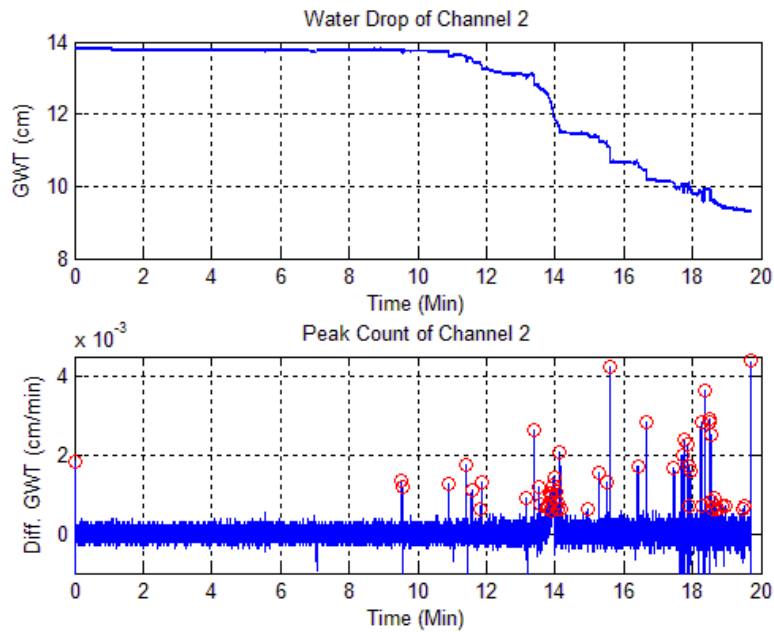 Water Drop of Channel 2
14
12
10
8
GWT (cm)
0 2 4 6 8 10 12 14 16 18 20
Time (Min)
x 10^-3
Peak Count of Channel 2
4
2
0
Diff. GWT (cm/min)
0 2 4 6 8 10 12 14 16 18 20
Time (Min)